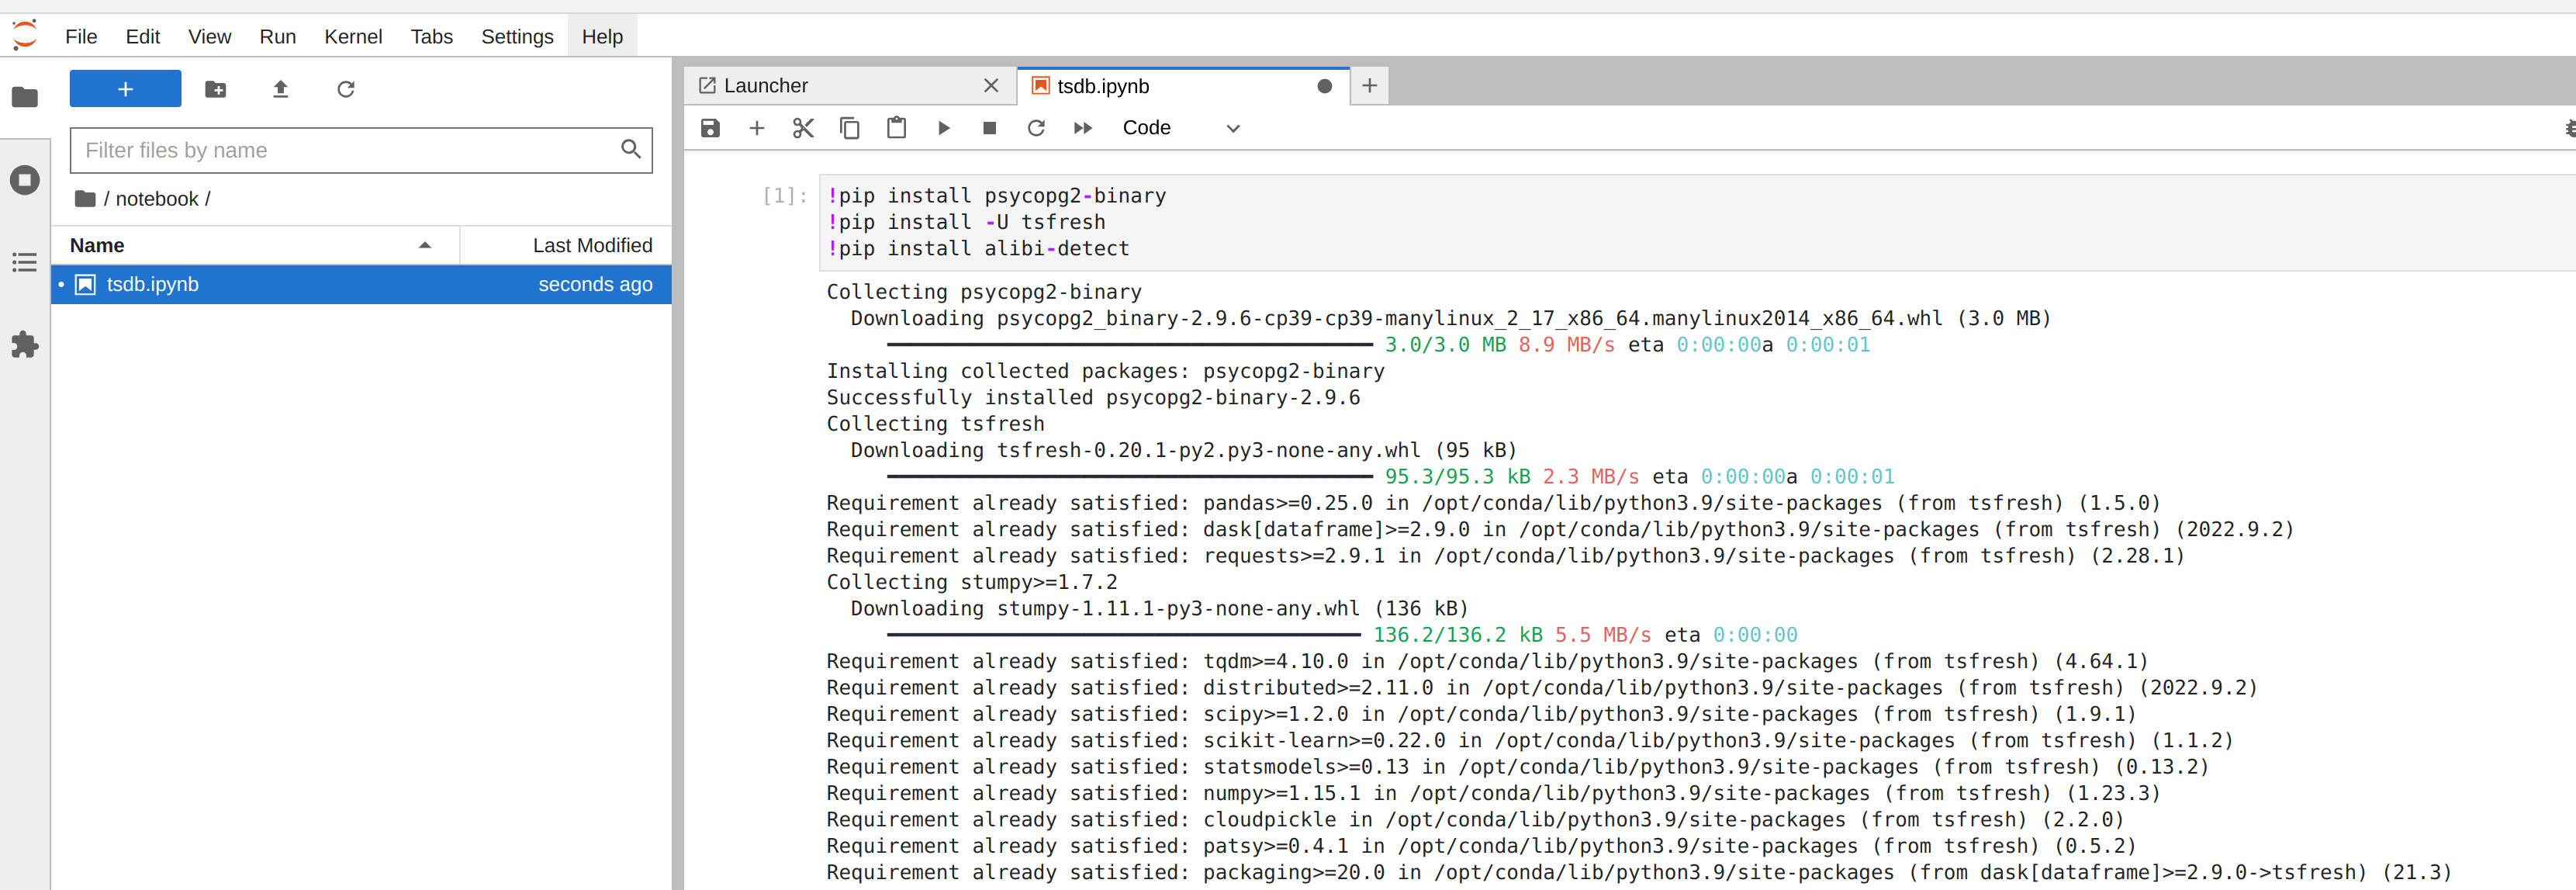 File Edit View Run Kernel Tabs Settings Help
+
Filter files by name
/ notebook /
Name Last Modified
• tsdb.ipynb seconds ago
Launcher
tsdb.ipynb
+
Code
[1]: !pip install psycopg2-binary
!pip install -U tsfresh
!pip install alibi-detect
Collecting psycopg2-binary
Downloading psycopg2_binary-2.9.6-cp39-cp39-manylinux_2_17_x86_64.manylinux2014_x86_64.whl (3.0 MB)
3.0/3.0 MB 8.9 MB/s eta 0:00:00a 0:00:01
Installing collected packages: psycopg2-binary
Successfully installed psycopg2-binary-2.9.6
Collecting tsfresh
Downloading tsfresh-0.20.1-py2.py3-none-any.whl (95 kB)
95.3/95.3 kB 2.3 MB/s eta 0:00:00a 0:00:01
Requirement already satisfied: pandas>=0.25.0 in /opt/conda/lib/python3.9/site-packages (from tsfresh) (1.5.0)
Requirement already satisfied: dask[dataframe]>=2.9.0 in /opt/conda/lib/python3.9/site-packages (from tsfresh) (2022.9.2)
Requirement already satisfied: requests>=2.9.1 in /opt/conda/lib/python3.9/site-packages (from tsfresh) (2.28.1)
Collecting stumpy>=1.7.2
Downloading stumpy-1.11.1-py3-none-any.whl (136 kB)
136.2/136.2 kB 5.5 MB/s eta 0:00:00
Requirement already satisfied: tqdm>=4.10.0 in /opt/conda/lib/python3.9/site-packages (from tsfresh) (4.64.1)
Requirement already satisfied: distributed>=2.11.0 in /opt/conda/lib/python3.9/site-packages (from tsfresh) (2022.9.2)
Requirement already satisfied: scipy>=1.2.0 in /opt/conda/lib/python3.9/site-packages (from tsfresh) (1.9.1)
Requirement already satisfied: scikit-learn>=0.22.0 in /opt/conda/lib/python3.9/site-packages (from tsfresh) (1.1.2)
Requirement already satisfied: statsmodels>=0.13 in /opt/conda/lib/python3.9/site-packages (from tsfresh) (0.13.2)
Requirement already satisfied: numpy>=1.15.1 in /opt/conda/lib/python3.9/site-packages (from tsfresh) (1.23.3)
Requirement already satisfied: cloudpickle in /opt/conda/lib/python3.9/site-packages (from tsfresh) (2.2.0)
Requirement already satisfied: patsy>=0.4.1 in /opt/conda/lib/python3.9/site-packages (from tsfresh) (0.5.2)
Requirement already satisfied: packaging>=20.0 in /opt/conda/lib/python3.9/site-packages (from dask[dataframe]>=2.9.0->tsfresh) (21.3)